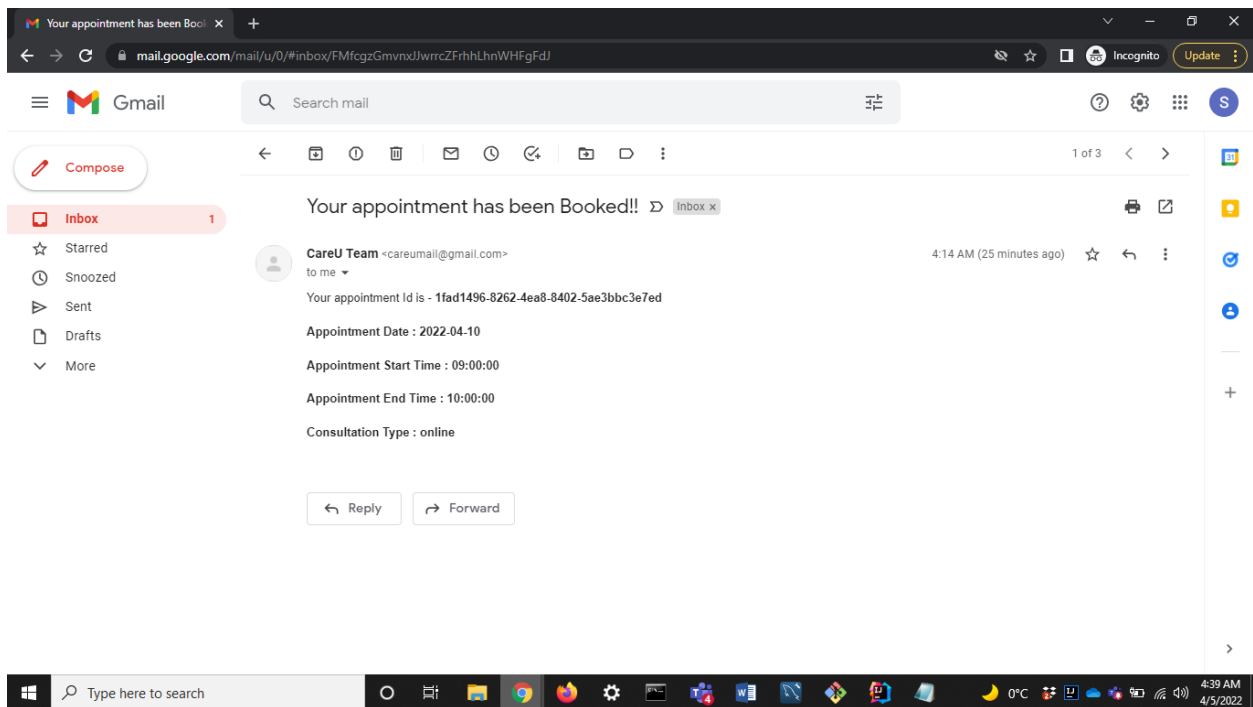 Your appointment has been Boo
mail.google.com/mail/u/0/#inbox/FMfcgzGmvnxJJwrrcZFrhhLhnWHFgFdJ
Incognito
Update
Gmail
Search mail
S
Compose
1 of 3
31
Inbox 1
Starred
Snoozed
Sent
Drafts
More
Your appointment has been Booked!! Inbox x
CareU Team <careumail@gmail.com> 4:14 AM (25 minutes ago)
to me
Your appointment Id is - 1fad1496-8262-4ea8-8402-5ae3bbc3e7ed
Appointment Date : 2022-04-10
Appointment Start Time : 09:00:00
Appointment End Time : 10:00:00
Consultation Type : online
Reply Forward
Type here to search
4
0°C
4:39 AM
4/5/2022